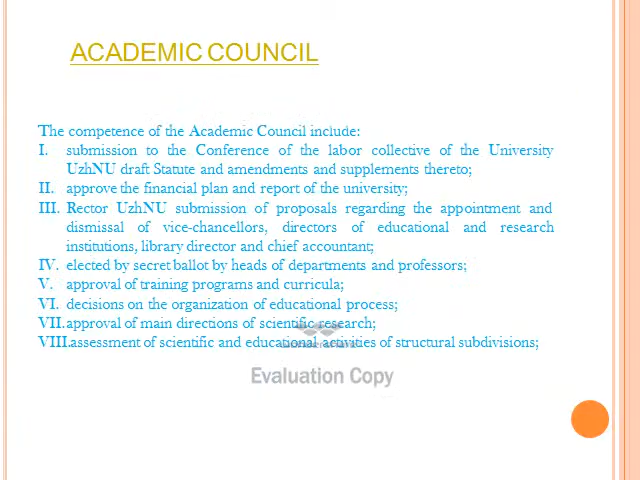 ACADEMIC COUNCIL
The competence of the Academic Council include:
I. submission to the Conference of the labor collective of the University
UzhNU draft Statute and amendments and supplements thereto;
II. approve the financial plan and report of the university;
III. Rector UzhNU submission of proposals regarding the appointment and
dismissal of vice-chancellors, directors of educational and research
institutions, library director and chief accountant;
IV. elected by secret ballot by heads of departments and professors;
V. approval of training programs and curricula;
VI. decisions on the organization of educational process;
VII. approval of main directions of scientific research;
VIII. assessment of scientific and educational activities of structural subdivisions;
Evaluation Copy